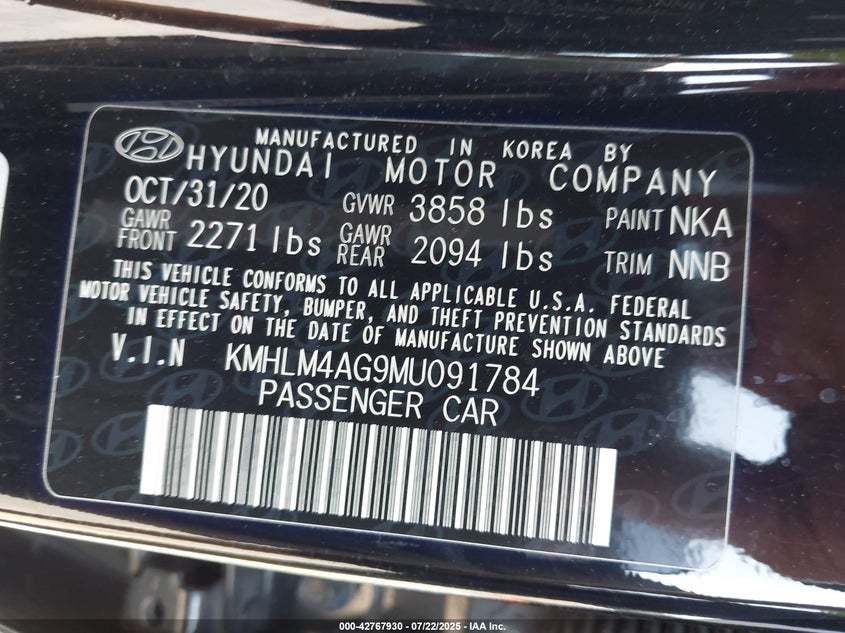 MANUFACTURED IN KOREA BY
HYUNDAI MOTOR COMPANY
OCT/31/20 GVWR 3858 lbs PAINT NKA
GAWR FRONT 2271 lbs GAWR REAR 2094 lbs TRIM NNB
THIS VEHICLE CONFORMS TO ALL APPLICABLE U.S.A. FEDERAL
MOTOR VEHICLE SAFETY, BUMPER, AND THEFT PREVENTION STANDARDS
IN EFFECT ON THE DATE OF MANUFACTURE SHOWN ABOVE
V.I.N KMHLM4AG9MU091784
PASSENGER CAR
000-42767930 - 07/22/2025 - IAA Inc.